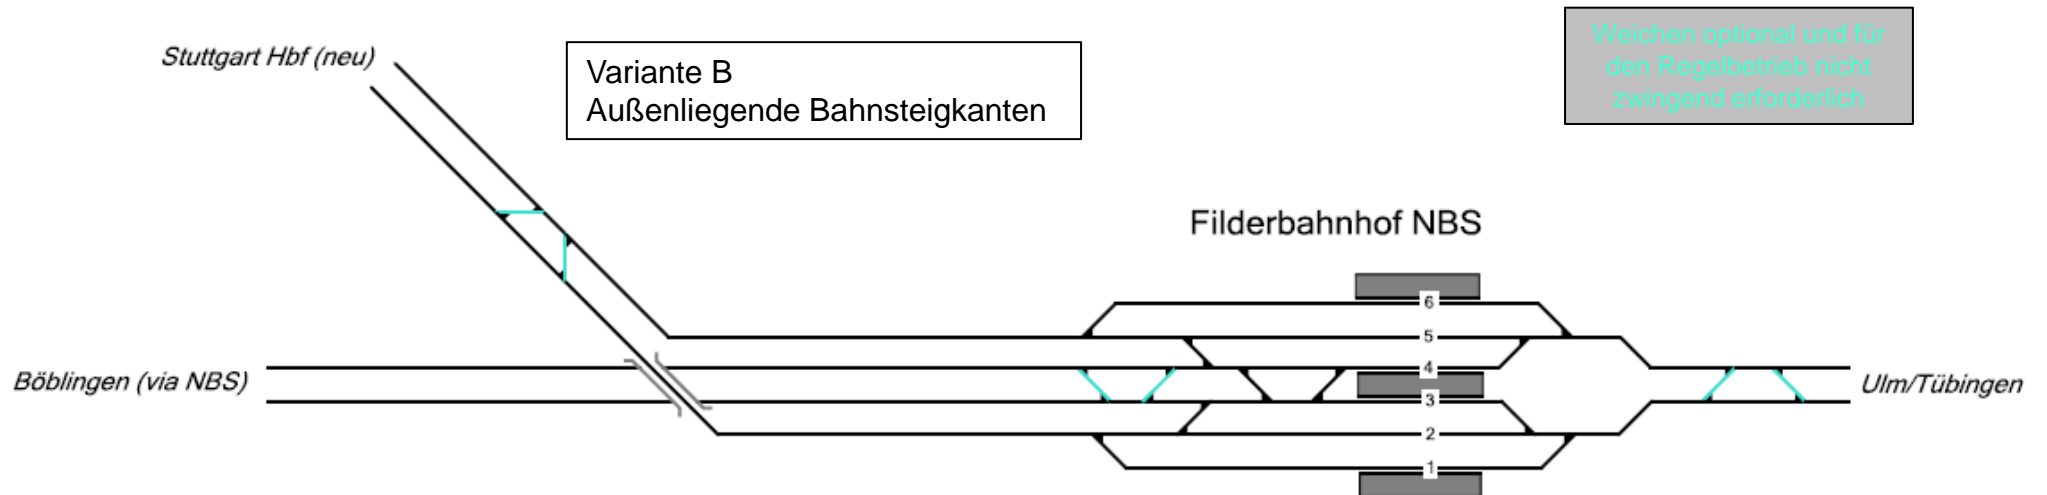 Stuttgart Hbf (neu)
Variante B
Außenliegende Bahnsteigkanten
Weichen optional und für
den Regelbetrieb nicht
zwingend erforderlich
Filderbahnhof NBS
6
5
4
3
2
1
Böblingen (via NBS)
Ulm/Tübingen